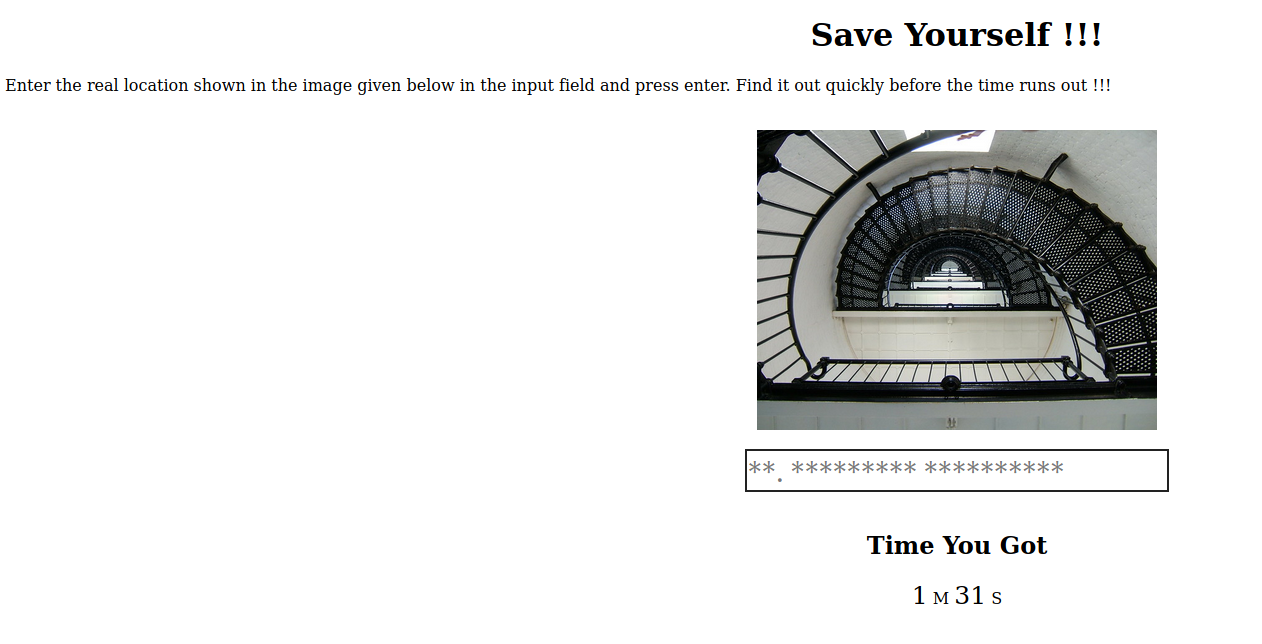 Save Yourself !!!
Enter the real location shown in the image given below in the input field and press enter. Find it out quickly before the time runs out !!!
**. ********* **********
Time You Got
1 M 31 S